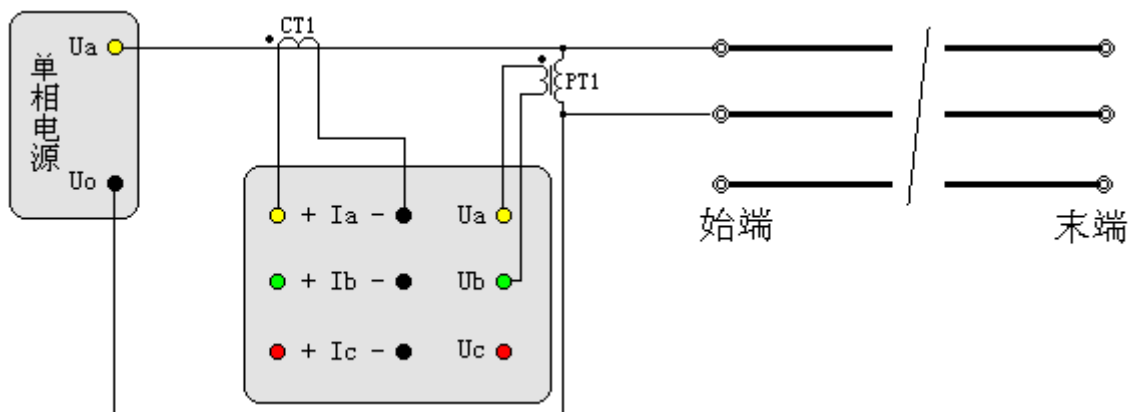 单相电源
Ua
Uo
CT1
PT1
+ Ia -
Ua
+ Ib -
Ub
+ Ic -
Uc
始端
末端